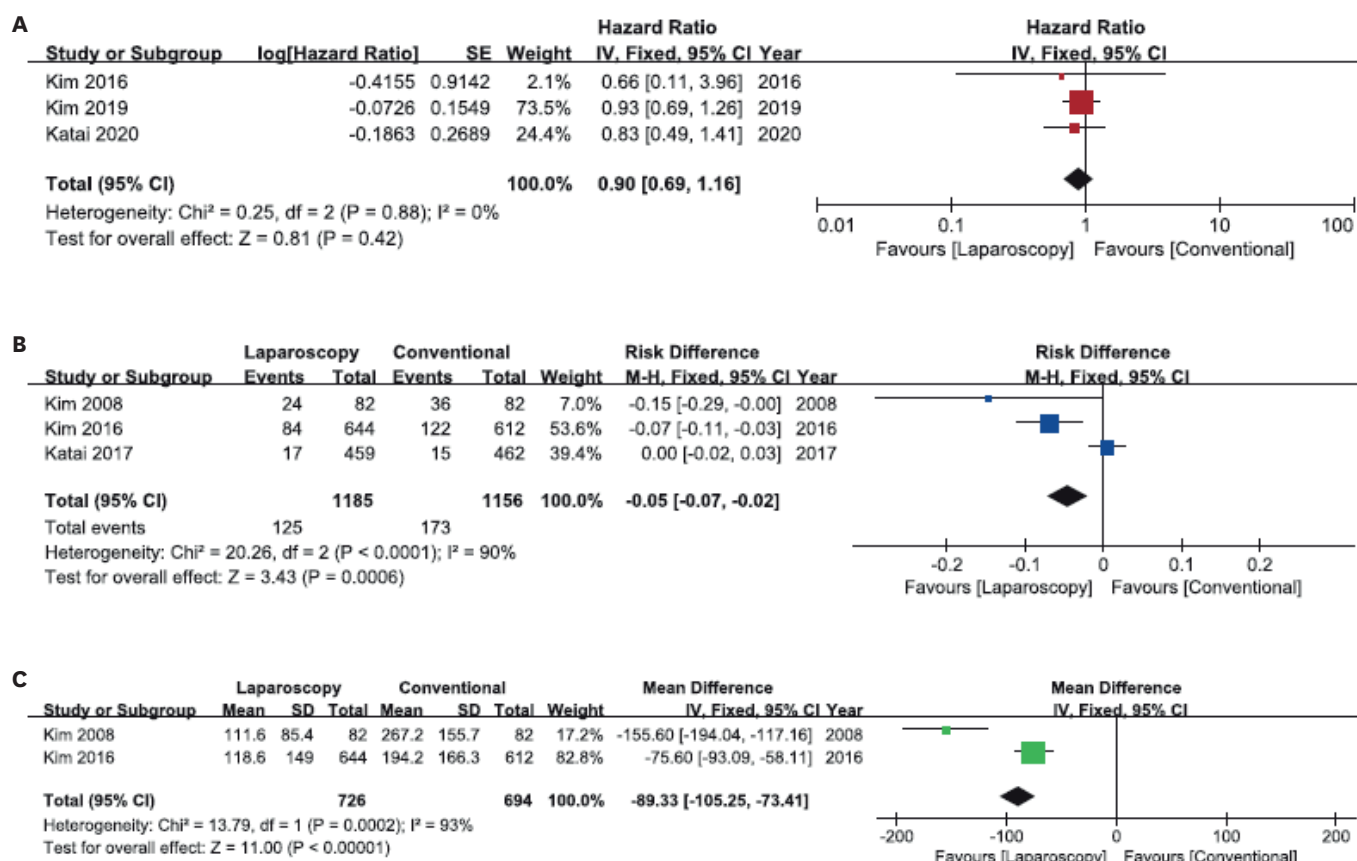 A
Hazard Ratio Hazard Ratio
Study or Subgroup log[Hazard Ratio] SE Weight IV, Fixed, 95% CI Year IV, Fixed, 95% CI
Kim 2016 -0.4155 0.9142 2.1% 0.66 [0.11, 3.96] 2016
Kim 2019 -0.0726 0.1549 73.5% 0.93 [0.69, 1.26] 2019
Katai 2020 -0.1863 0.2689 24.4% 0.83 [0.49, 1.41] 2020
Total (95% CI) 100.0% 0.90 [0.69, 1.16]
Heterogeneity: Chi² = 0.25, df = 2 (P = 0.88); I² = 0%
Test for overall effect: Z = 0.81 (P = 0.42)
0.01 0.1 1 10 100
Favours [Laparoscopy] Favours [Conventional]
B
Laparoscopy Conventional Risk Difference Risk Difference
Study or Subgroup Events Total Events Total Weight M-H, Fixed, 95% CI Year M-H, Fixed, 95% CI
Kim 2008 24 82 36 82 7.0% -0.15 [-0.29, -0.00] 2008
Kim 2016 84 644 122 612 53.6% -0.07 [-0.11, -0.03] 2016
Katai 2017 17 459 15 462 39.4% 0.00 [-0.02, 0.03] 2017
Total (95% CI) 1185 1156 100.0% -0.05 [-0.07, -0.02]
Total events 125 173
Heterogeneity: Chi² = 20.26, df = 2 (P < 0.0001); I² = 90%
Test for overall effect: Z = 3.43 (P = 0.0006)
-0.2 -0.1 0 0.1 0.2
Favours [Laparoscopy] Favours [Conventional]
C
Laparoscopy Conventional Mean Difference Mean Difference
Study or Subgroup Mean SD Total Mean SD Total Weight IV, Fixed, 95% CI Year IV, Fixed, 95% CI
Kim 2008 111.6 85.4 82 267.2 155.7 82 17.2% -155.60 [-194.04, -117.16] 2008
Kim 2016 118.6 149 644 194.2 166.3 612 82.8% -75.60 [-93.09, -58.11] 2016
Total (95% CI) 726 694 100.0% -89.33 [-105.25, -73.41]
Heterogeneity: Chi² = 13.79, df = 1 (P = 0.0002); I² = 93%
Test for overall effect: Z = 11.00 (P < 0.00001)
-200 -100 0 100 200
Favours [Laparoscopy] Favours [Conventional]